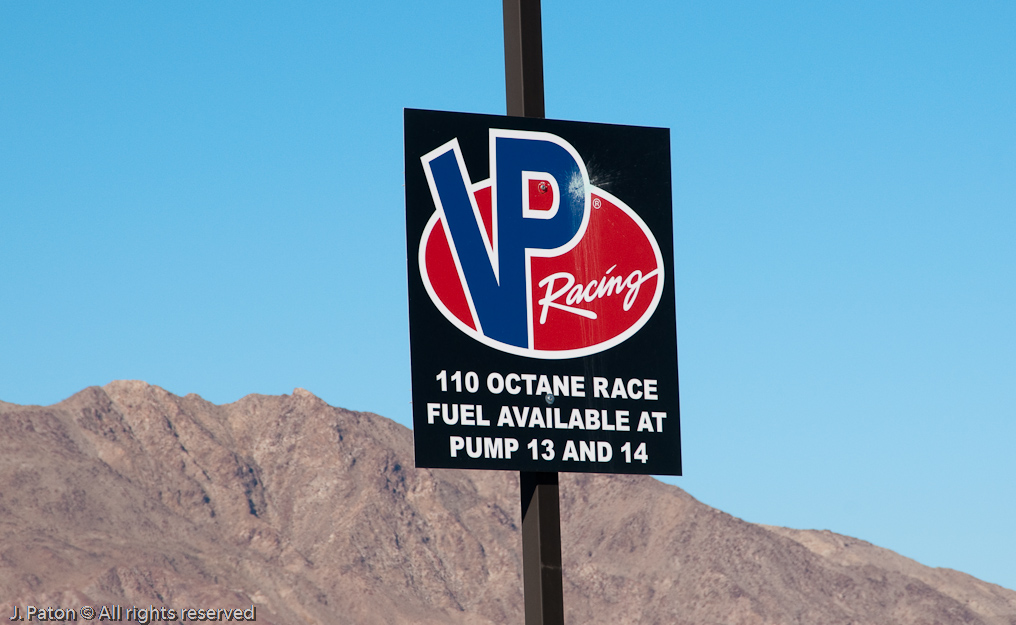 VP
®
Racing
110 OCTANE RACE
FUEL AVAILABLE AT
PUMP 13 AND 14
J. Paton © All rights reserved